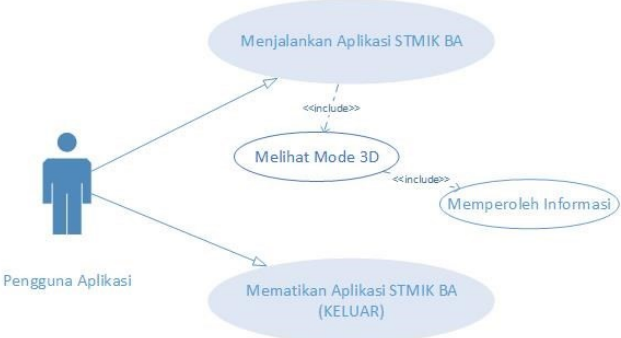 Menjalankan Aplikasi STMIK BA
<<include>>
Melihat Mode 3D
<<include>>
Memperoleh Informasi
Pengguna Aplikasi
Mematikan Aplikasi STMIK BA
(KELUAR)